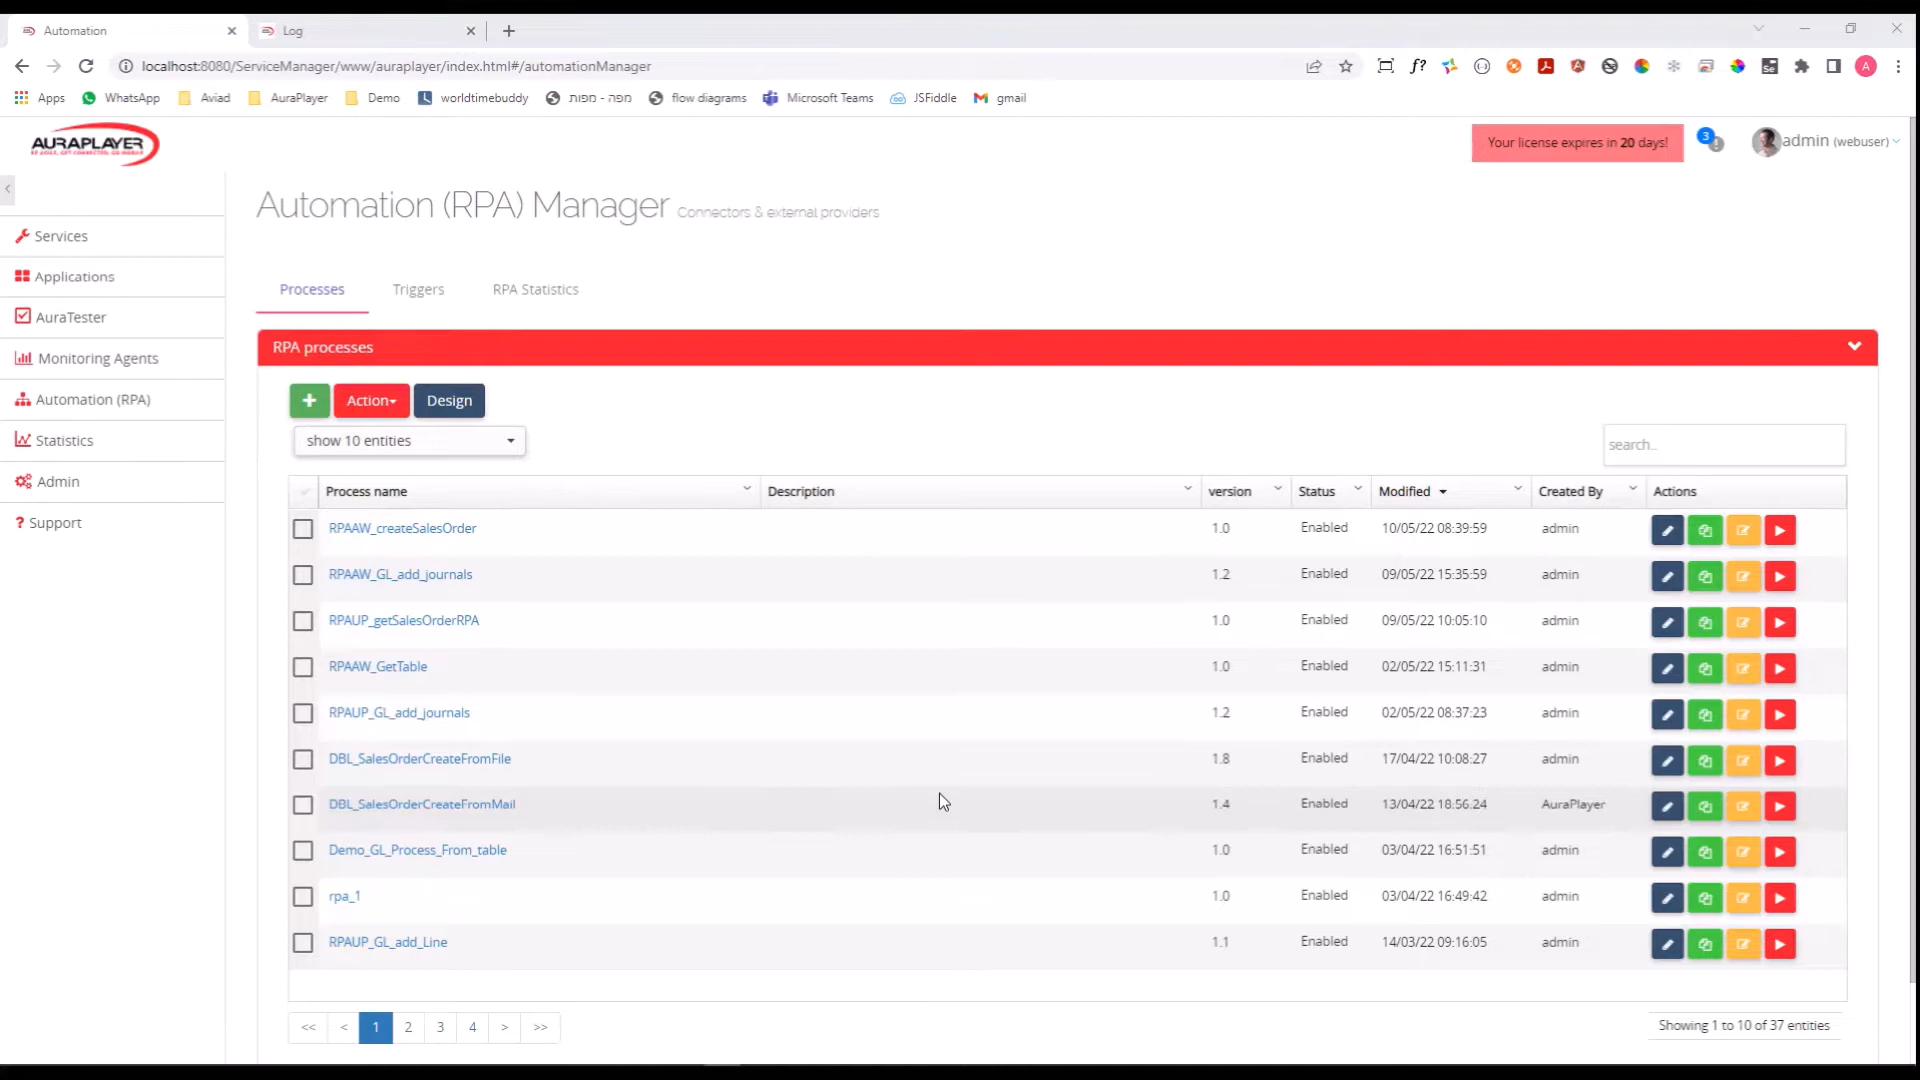 Automation
Log
localhost:8080/ServiceManager/www/auraplayer/index.html#/automationManager
f?
A
Apps
WhatsApp
Aviad
AuraPlayer
Demo
worldtimebuddy
מפה - מפות
flow diagrams
Microsoft Teams
JSFiddle
gmail
AURAPLAYER
Your license expires in 20 days!
3
admin (webuser)
Automation (RPA) Manager Connectors & external providers
Services
Applications
AuraTester
Monitoring Agents
Automation (RPA)
Statistics
Admin
? Support
Processes
Triggers
RPA Statistics
RPA processes
+ Action Design
show 10 entities
search..
Process name Description version Status Modified Created By Actions
RPAAW_createSalesOrder 1.0 Enabled 10/05/22 08:39:59 admin
RPAAW_GL_add_journals 1.2 Enabled 09/05/22 15:35:59 admin
RPAUP_getSalesOrderRPA 1.0 Enabled 09/05/22 10:05:10 admin
RPAAW_GetTable 1.0 Enabled 02/05/22 15:11:31 admin
RPAUP_GL_add_journals 1.2 Enabled 02/05/22 08:37:23 admin
DBL_SalesOrderCreateFromFile 1.8 Enabled 17/04/22 10:08:27 admin
DBL_SalesOrderCreateFromMail 1.4 Enabled 13/04/22 18:56:24 AuraPlayer
Demo_GL_Process_From_table 1.0 Enabled 03/04/22 16:51:51 admin
rpa_1 1.0 Enabled 03/04/22 16:49:42 admin
RPAUP_GL_add_Line 1.1 Enabled 14/03/22 09:16:05 admin
<< < 1 2 3 4 > >>
Showing 1 to 10 of 37 entities